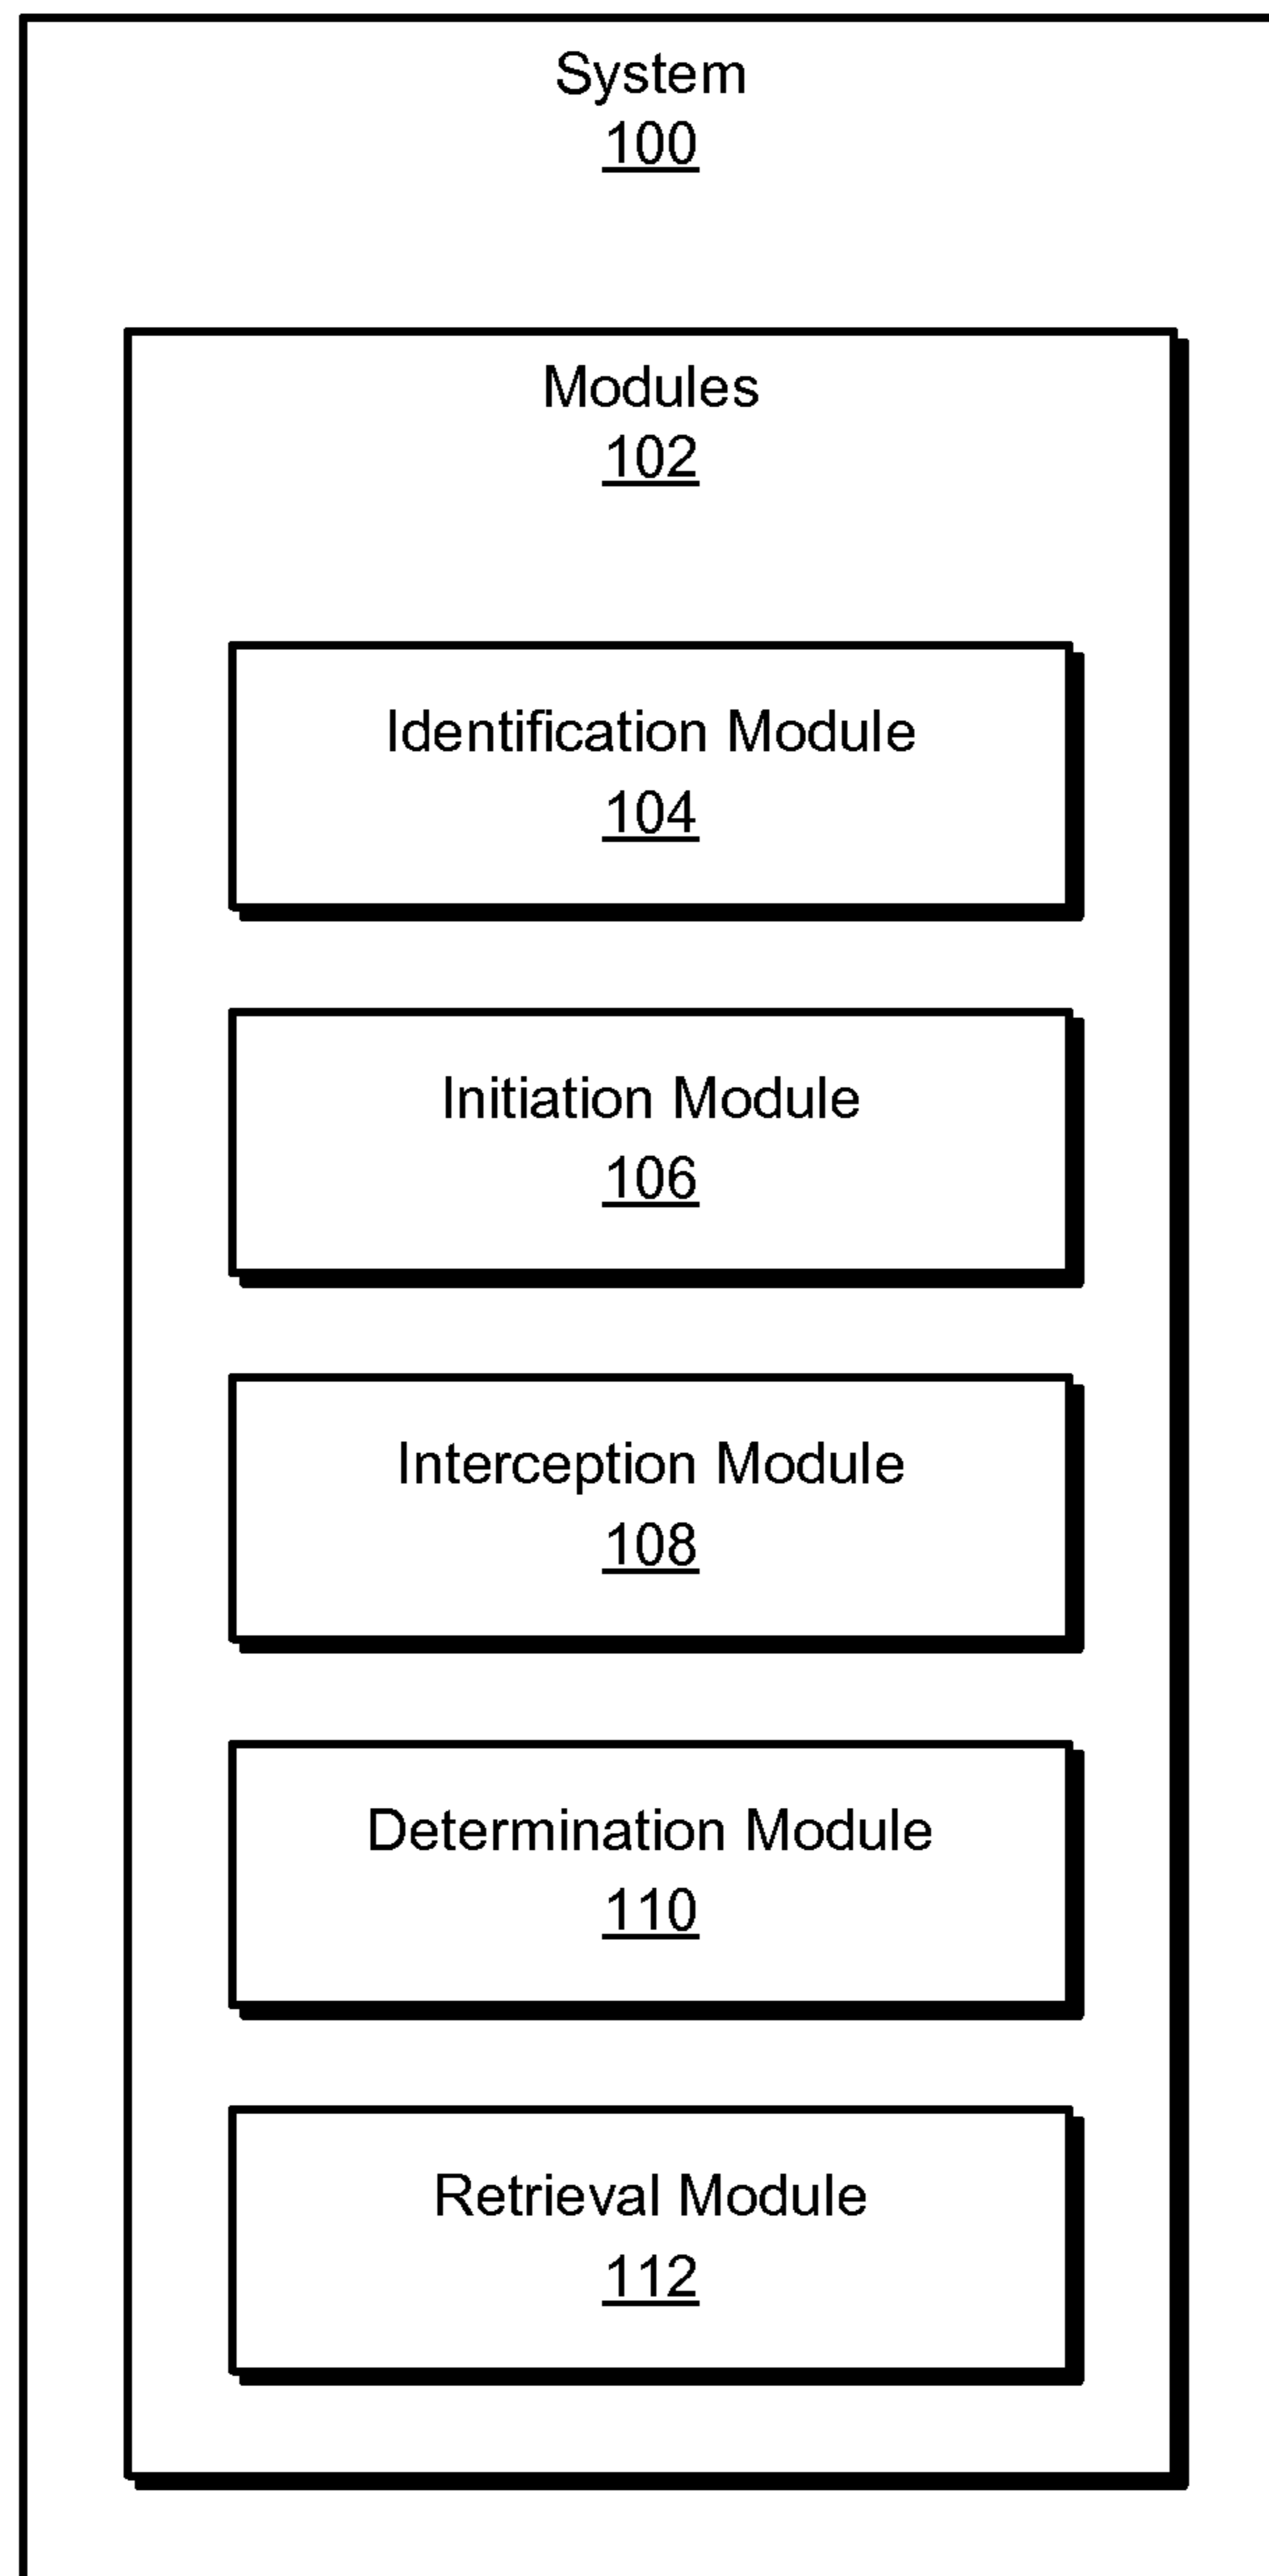 System
100
Modules
102
Identification Module
104
Initiation Module
106
Interception Module
108
Determination Module
110
Retrieval Module
112